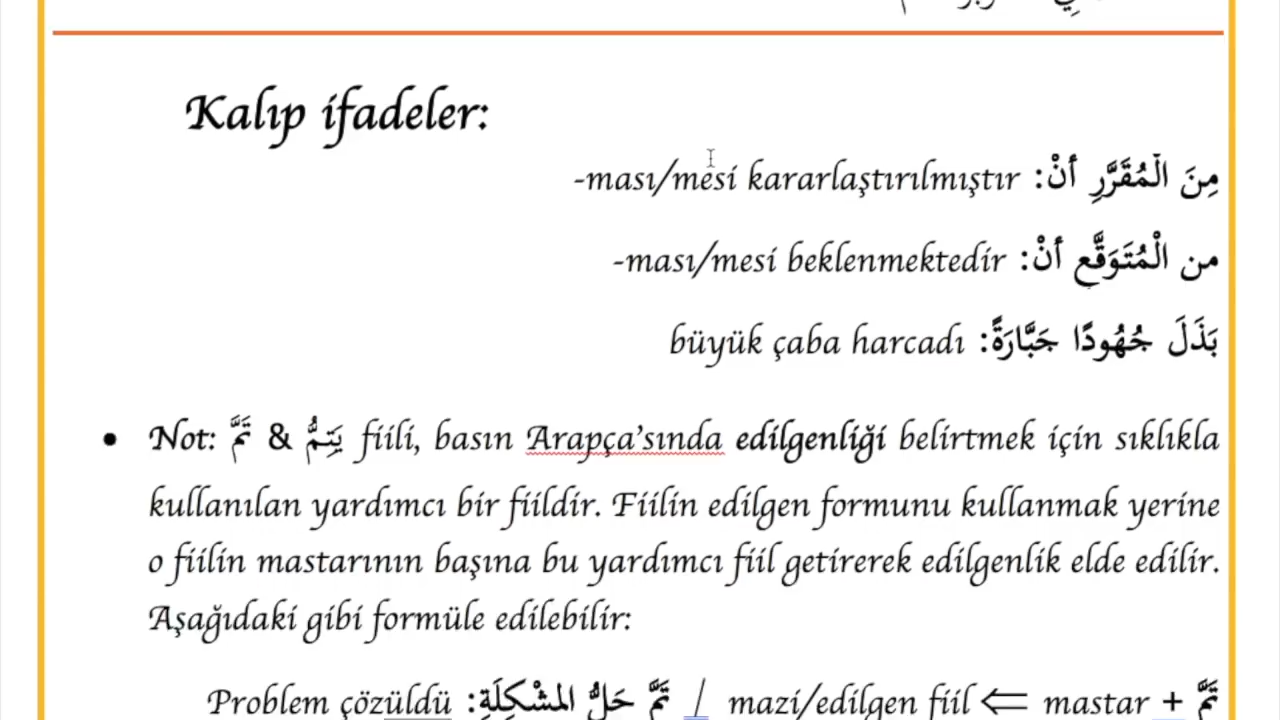 Kalıp ifadeler:
مِنَ الْمُقَرَّرِ أنْ: -ması/mesi kararlaştırılmıştır
من الْمُتَوَقَّع أنْ: -ması/mesi beklenmektedir
بَذَلَ جُهُودًا جَبَّارَةً: büyük çaba harcadı
• Not: تَمَّ & يَتِمُّ fiili, basın Arapça’sında edilgenliği belirtmek için sıklıkla
kullanılan yardımcı bir fiildir. Fiilin edilgen formunu kullanmak yerine
o fiilin mastarının başına bu yardımcı fiil getirerek edilgenlik elde edilir.
Aşağıdaki gibi formüle edilebilir:
تَمَّ + mastar ⇐ mazi/edilgen fiil / تَمَّ حَلُّ المشْكِلَةِ: Problem çözüldü